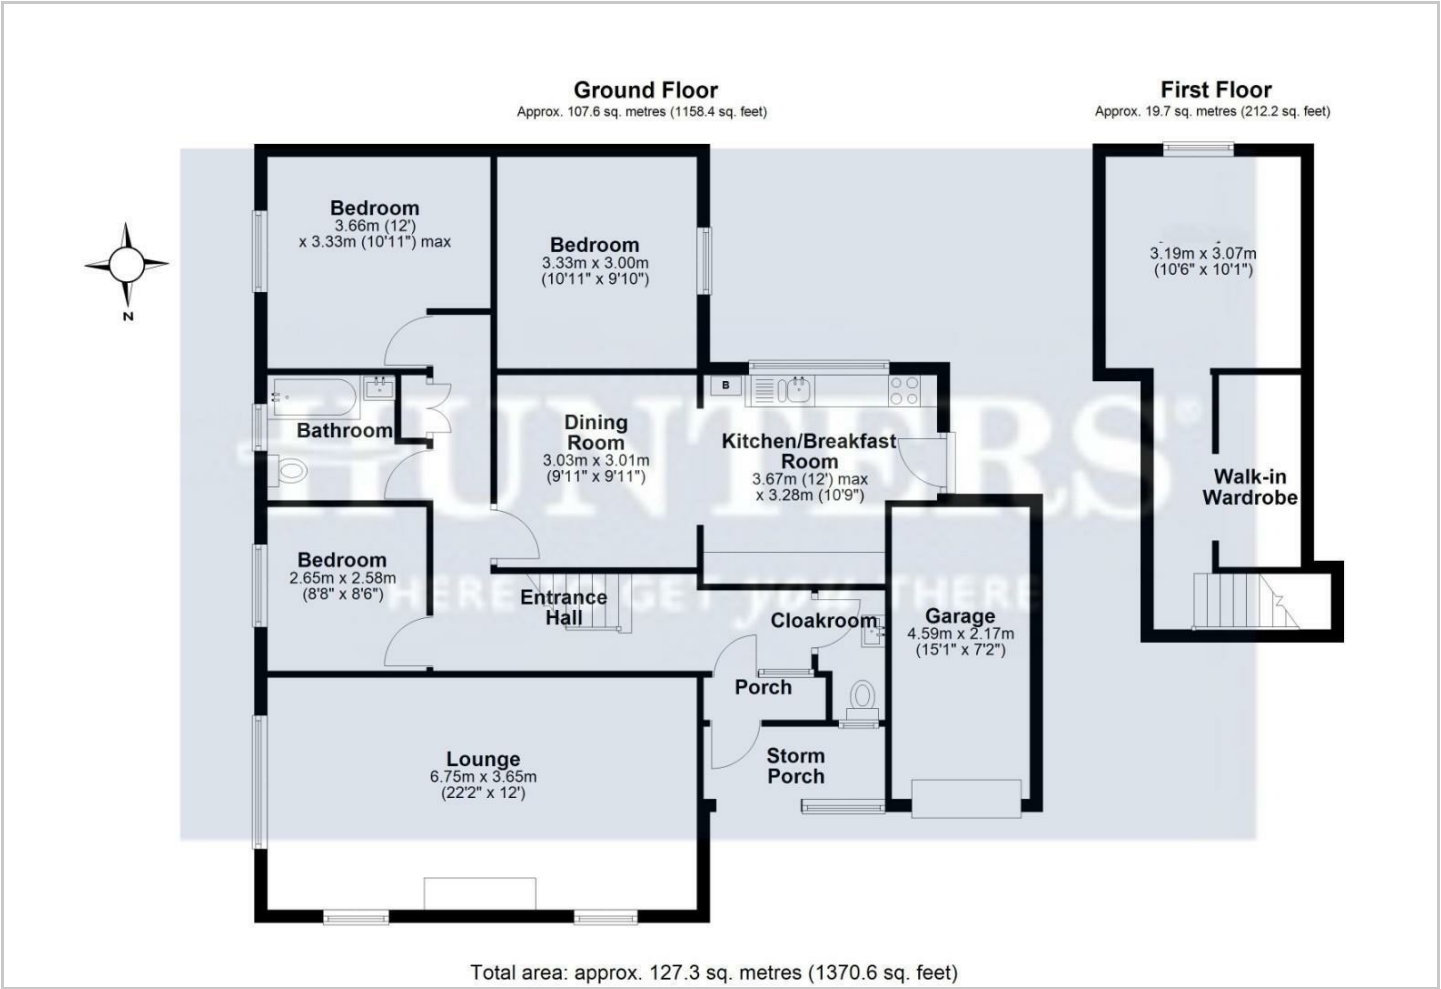 Ground Floor
Approx. 107.6 sq. metres (1158.4 sq. feet)
First Floor
Approx. 19.7 sq. metres (212.2 sq. feet)
Bedroom
3.66m (12')
x 3.33m (10'11") max
Bedroom
3.33m x 3.00m
(10'11" x 9'10")
3.19m x 3.07m
(10'6" x 10'1")
N
B
HUNTERS®
HERE TO GET you THERE
Bathroom
Dining
Room
3.03m x 3.01m
(9'11" x 9'11")
Kitchen/Breakfast
Room
3.67m (12') max
x 3.28m (10'9")
Walk-in
Wardrobe
Bedroom
2.65m x 2.58m
(8'8" x 8'6")
Entrance
Hall
Cloakroom
Garage
4.59m x 2.17m
(15'1" x 7'2")
Porch
Lounge
6.75m x 3.65m
(22'2" x 12')
Storm
Porch
Total area: approx. 127.3 sq. metres (1370.6 sq. feet)